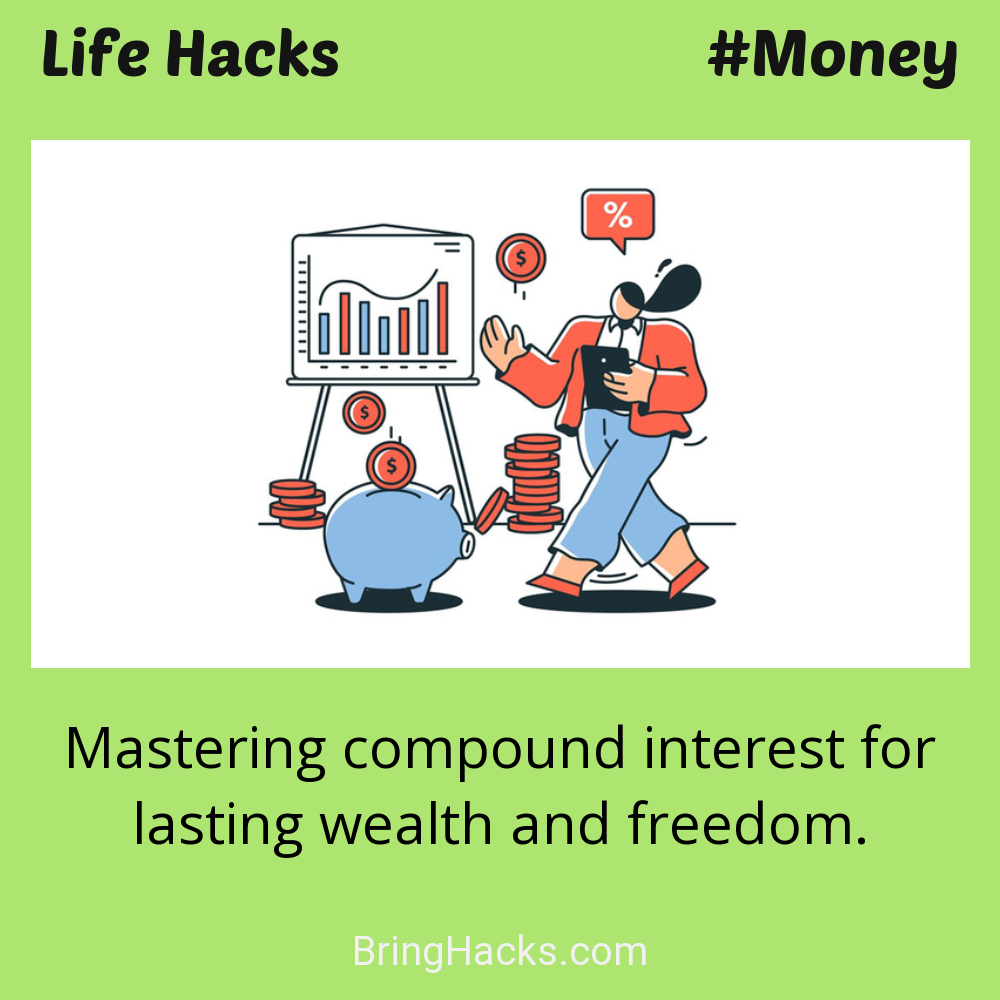 Life Hacks #Money
%
$
$
$
Mastering compound interest for
lasting wealth and freedom.
BringHacks.com